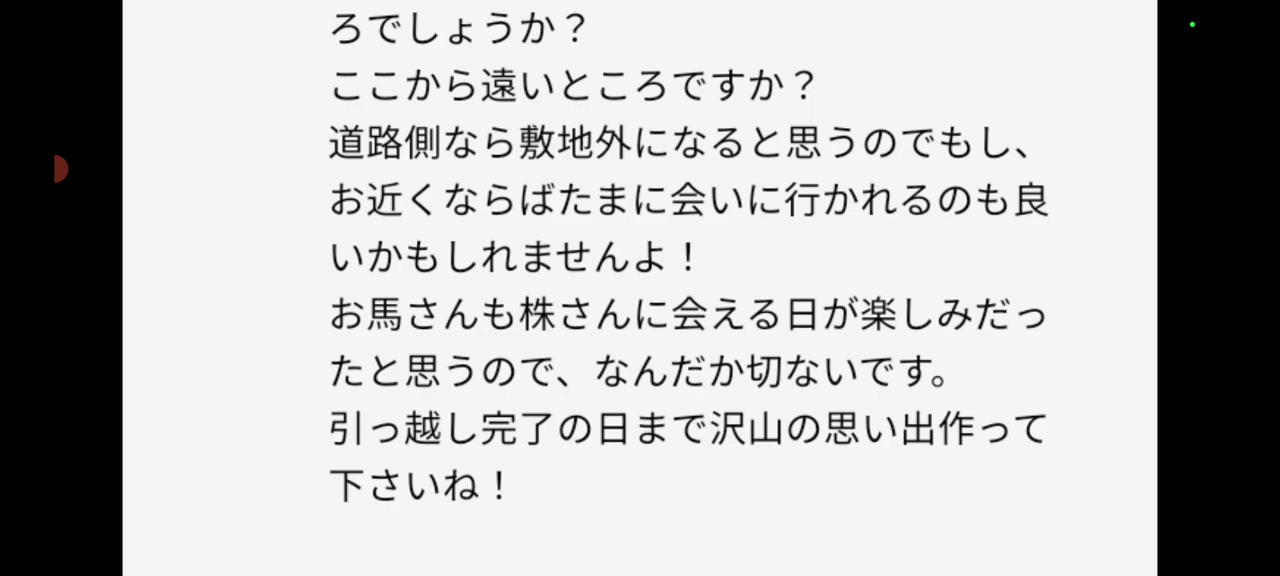 ろでしょうか？
ここから遠いところですか？
道路側なら敷地外になると思うのでもし、
お近くならばたまに会いに行かれるのも良
いかもしれませんよ！
お馬さんも株さんに会える日が楽しみだっ
たと思うので、なんだか切ないです。
引っ越し完了の日まで沢山の思い出作って
下さいね！